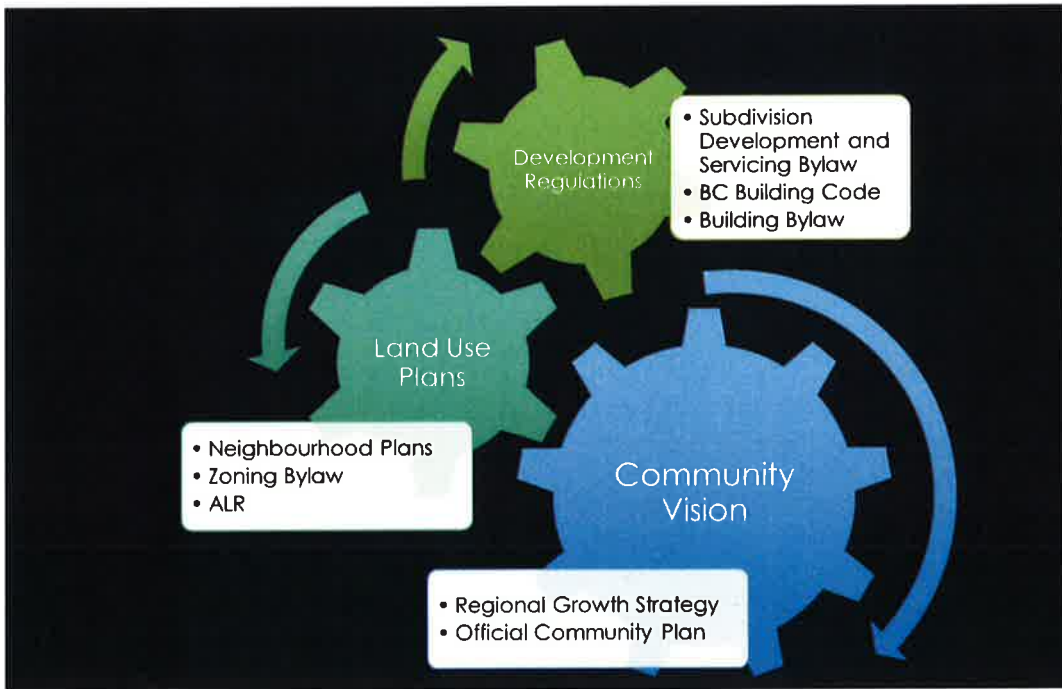 Development
Regulations
• Subdivision
Development and
Servicing Bylaw
• BC Building Code
• Building Bylaw
Land Use
Plans
• Neighbourhood Plans
• Zoning Bylaw
• ALR
Community
Vision
• Regional Growth Strategy
• Official Community Plan